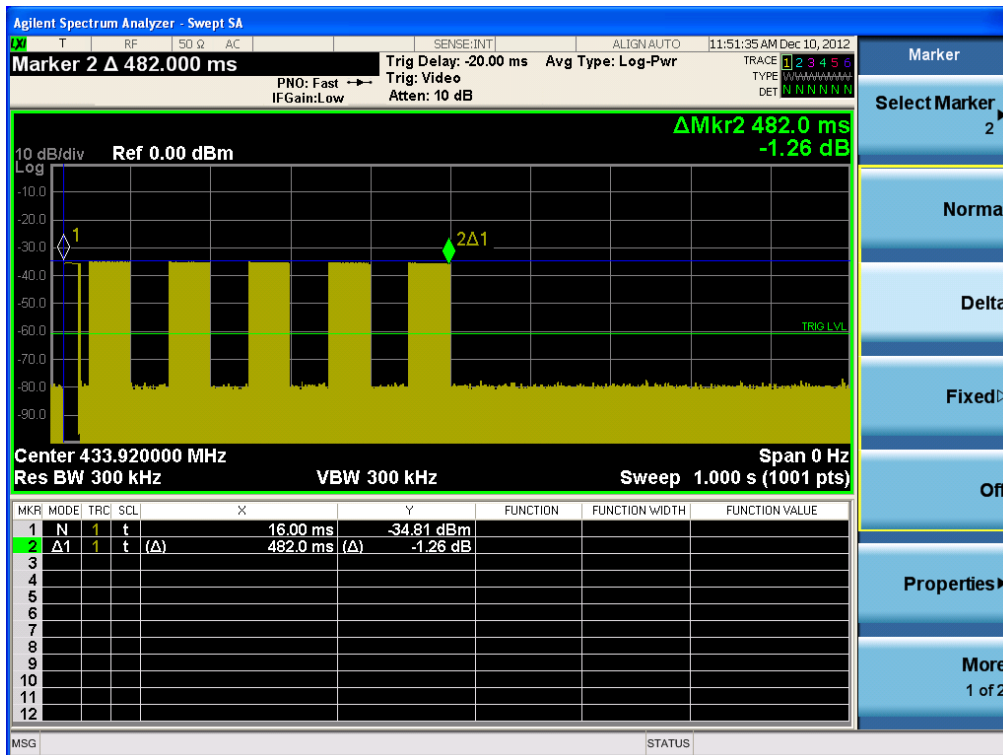 Agilent Spectrum Analyzer - Swept SA
LXI T RF 50 Ω AC SENSE:INT ALIGN AUTO 11:51:35 AM Dec 10, 2012
Marker 2 Δ 482.000 ms
PNO: Fast
IFGain:Low
Trig Delay: -20.00 ms
Trig: Video
Atten: 10 dB
Avg Type: Log-Pwr
TRACE 1 2 3 4 5 6
TYPE WWWWWW
DET N N N N N N
ΔMkr2 482.0 ms
-1.26 dB
10 dB/div Ref 0.00 dBm
Log
-10.0
-20.0
-30.0
-40.0
-50.0
-60.0
-70.0
-80.0
-90.0
1
2Δ1
TRIG LVL
Center 433.920000 MHz Span 0 Hz
Res BW 300 kHz VBW 300 kHz Sweep 1.000 s (1001 pts)
MKR MODE TRC SCL X Y FUNCTION FUNCTION WIDTH FUNCTION VALUE
1 N 1 t 16.00 ms -34.81 dBm
2 Δ1 1 t (Δ) 482.0 ms (Δ) -1.26 dB
3
4
5
6
7
8
9
10
11
12
MSG STATUS
Marker
Select Marker
2
Norma
Delta
Fixed
Off
Properties
More
1 of 2